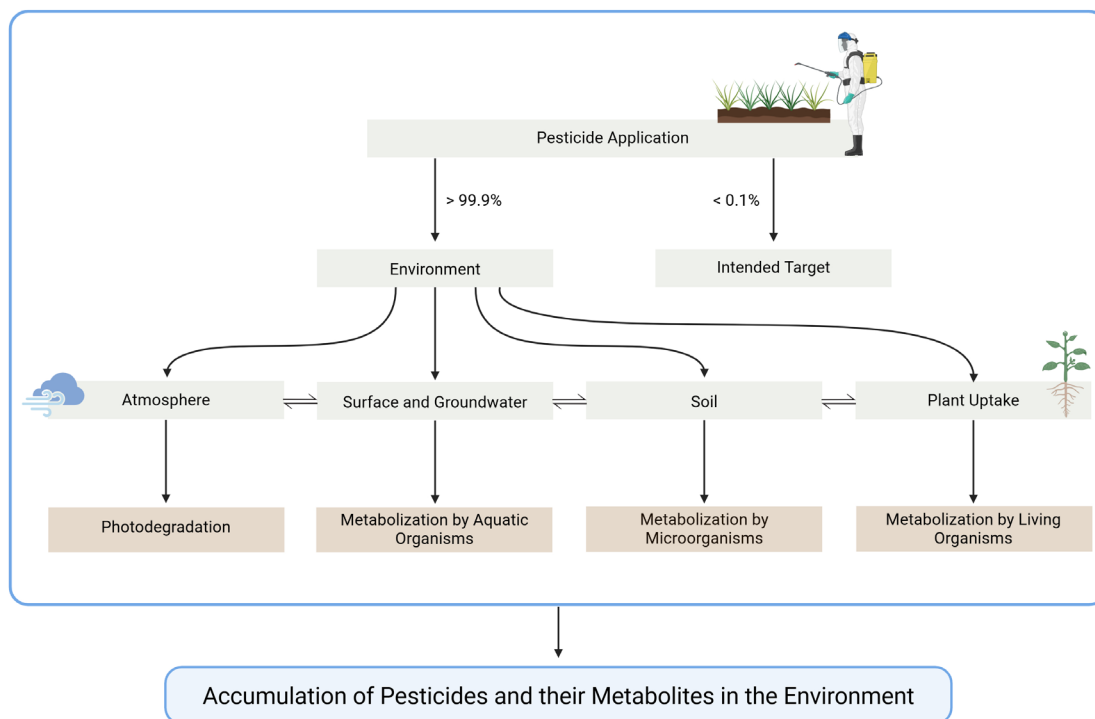 Pesticide Application
> 99.9%
< 0.1%
Environment
Intended Target
Atmosphere
Surface and Groundwater
Soil
Plant Uptake
Photodegradation
Metabolization by Aquatic
Organisms
Metabolization by
Microorganisms
Metabolization by Living
Organisms
Accumulation of Pesticides and their Metabolites in the Environment